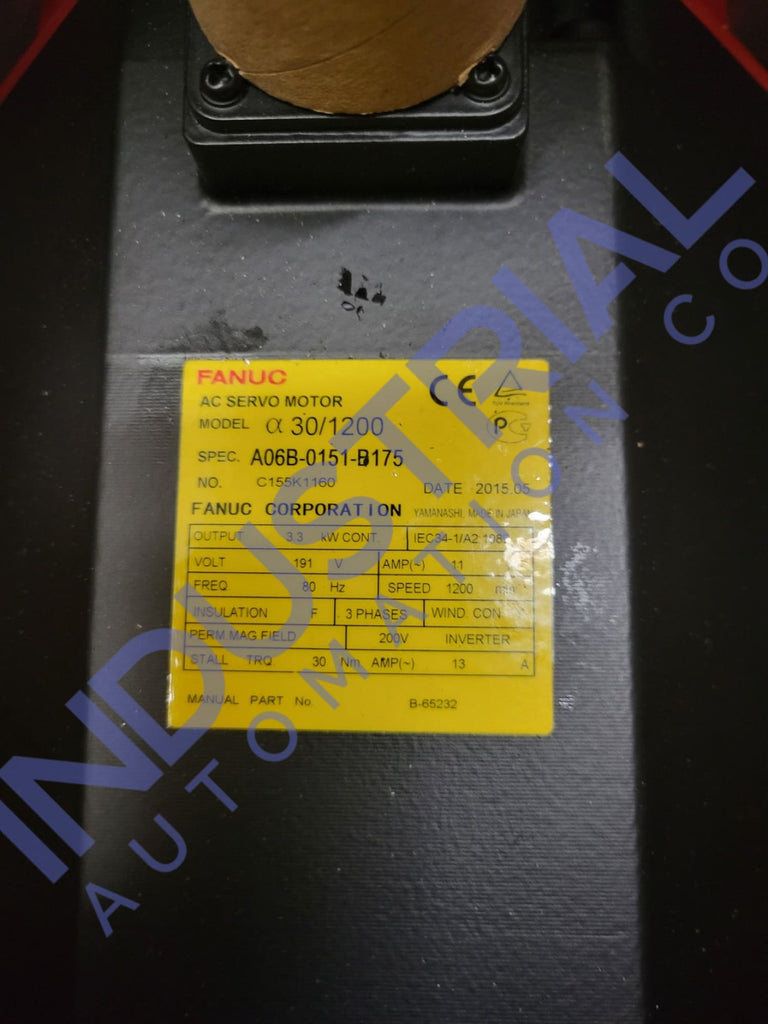 FANUC
AC SERVO MOTOR
MODEL α 30/1200
SPEC. A06B-0151-B175
NO. C155K1160
DATE 2015.05
FANUC CORPORATION YAMANASHI, MADE IN JAPAN
OUTPUT 3.3 kW CONT. IEC34-1/A2
VOLT 191 V AMP(~) 11
FREQ. 80 Hz SPEED 1200
INSULATION F 3 PHASES WIND. CON
PERM MAG FIELD 200V INVERTER
STALL TRQ. 30 Nm AMP(~) 13 A
MANUAL PART No. B-65232
CE
P
INDUSTRIAL
AUTOMATION CO